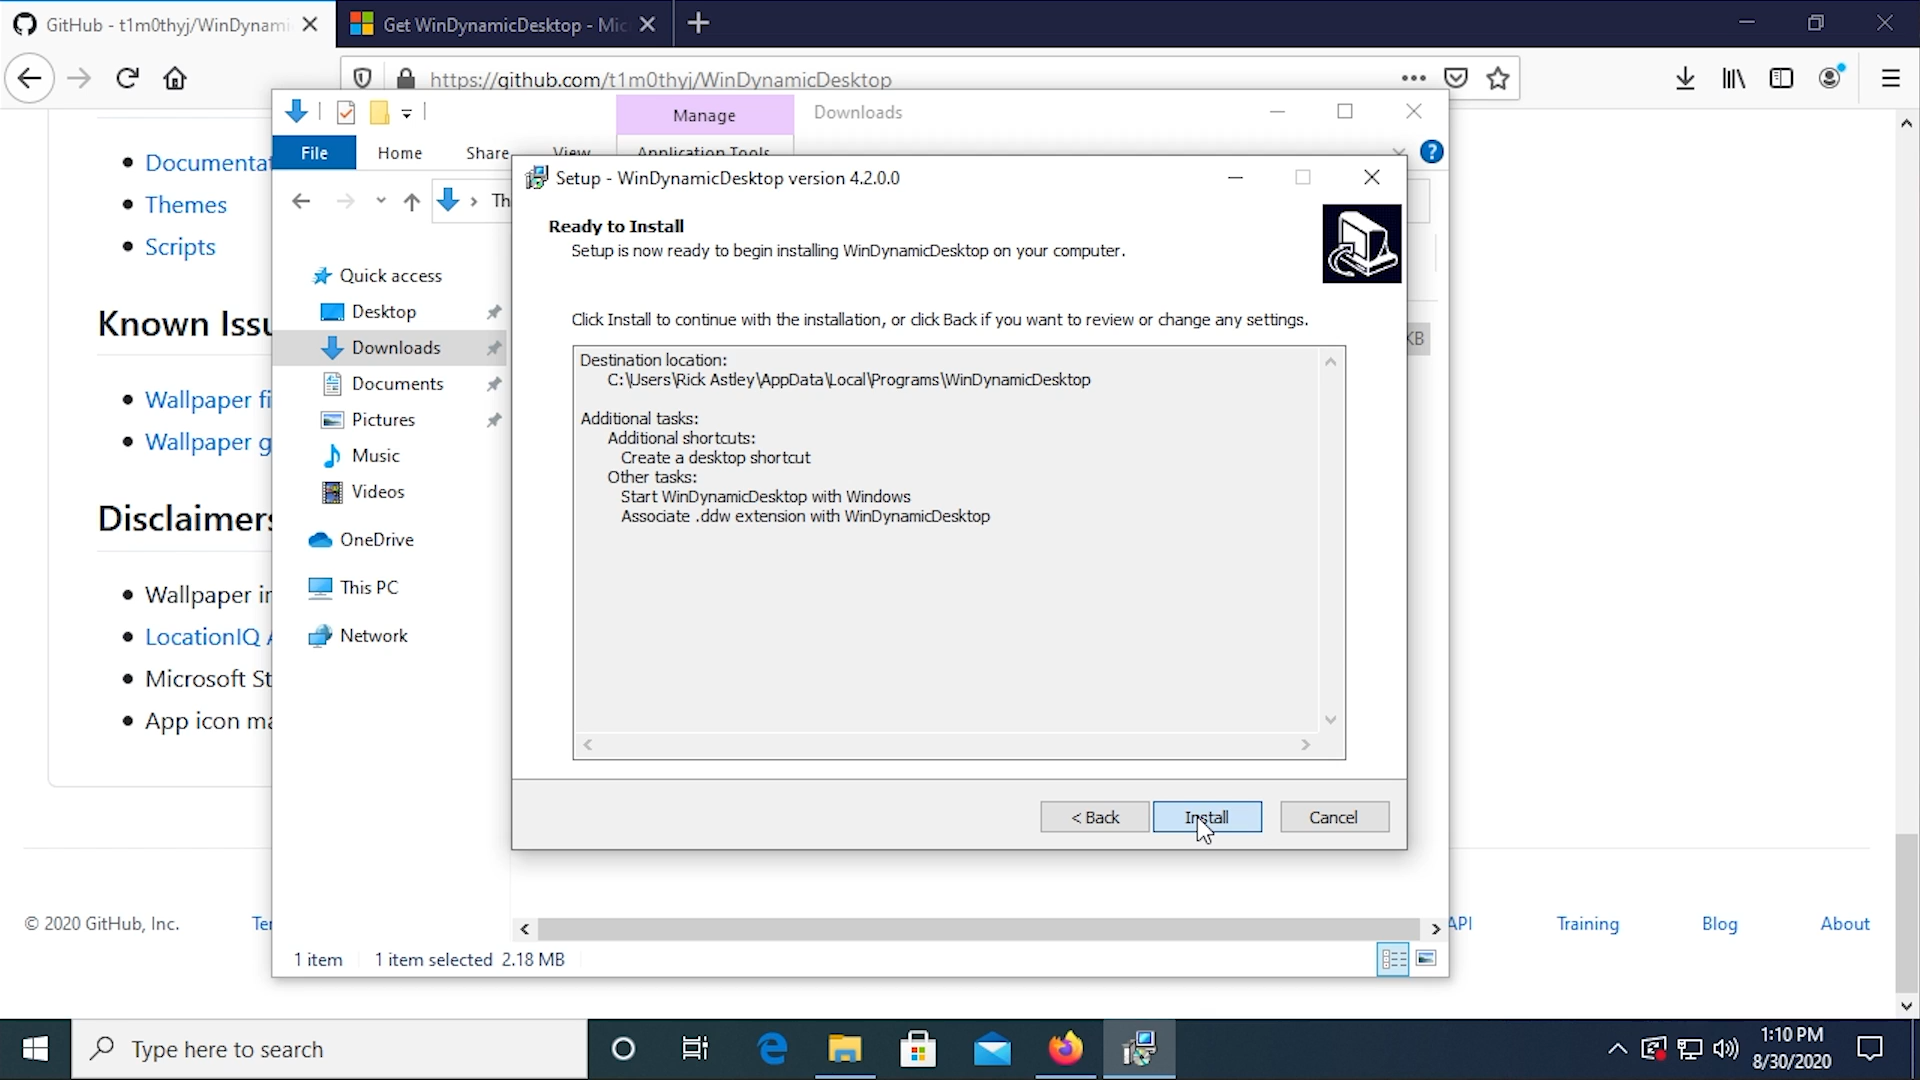 GitHub - t1m0thyj/WinDynami
Get WinDynamicDesktop - Mic
https://github.com/t1m0thyj/WinDynamicDesktop
Manage
Downloads
File
Home
Share
View
Application Tools
Th
Setup - WinDynamicDesktop version 4.2.0.0
Ready to Install
Setup is now ready to begin installing WinDynamicDesktop on your computer.
Click Install to continue with the installation, or click Back if you want to review or change any settings.
Destination location:
C:\Users\Rick Astley\AppData\Local\Programs\WinDynamicDesktop
Additional tasks:
Additional shortcuts:
Create a desktop shortcut
Other tasks:
Start WinDynamicDesktop with Windows
Associate .ddw extension with WinDynamicDesktop
< Back
Install
Cancel
KB
Quick access
Desktop
Downloads
Documents
Pictures
Music
Videos
OneDrive
This PC
Network
1 item
1 item selected 2.18 MB
Documentat
Themes
Scripts
Known Issu
Wallpaper fi
Wallpaper g
Disclaimers
Wallpaper i
LocationIQ A
Microsoft St
App icon ma
© 2020 GitHub, Inc.
Ter
API
Training
Blog
About
Type here to search
1:10 PM
8/30/2020